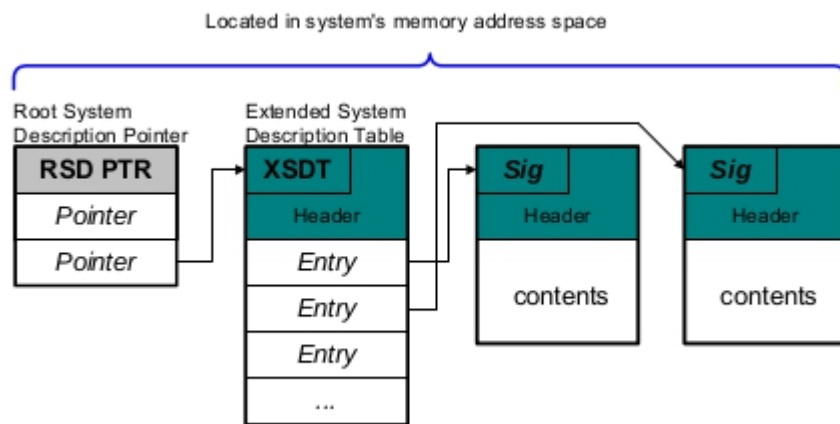 Located in system's memory address space
Root System
Description Pointer
RSD PTR
Pointer
Pointer
Extended System
Description Table
XSDT
Header
Entry
Entry
Entry
...
Sig
Header
contents
Sig
Header
contents